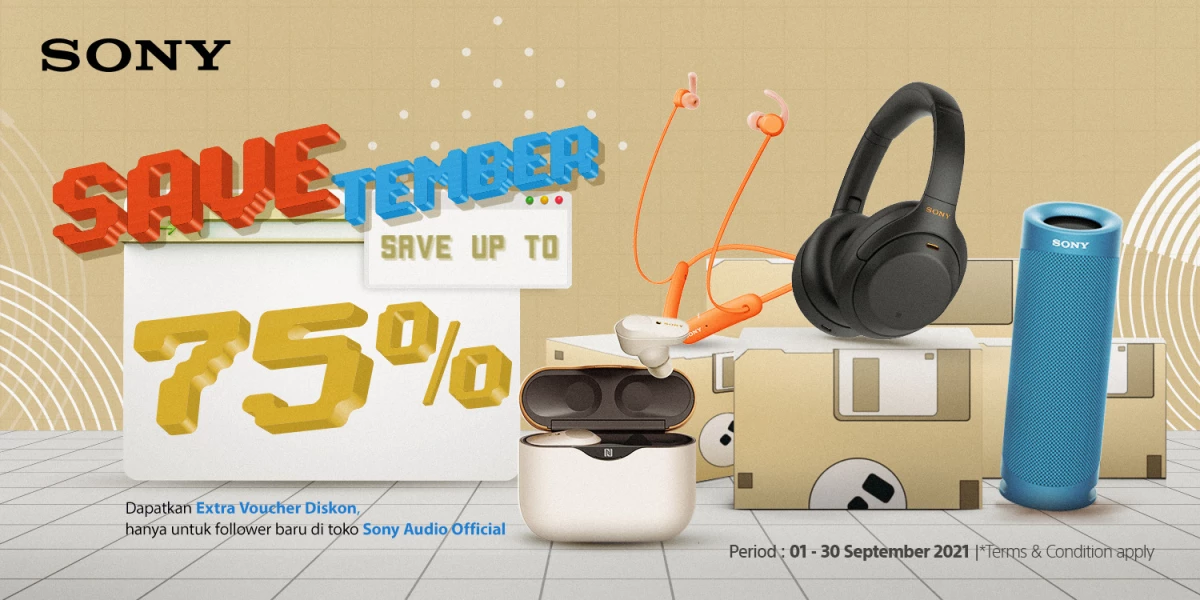 SONY
SAVETEMBER
SAVE UP TO
75%
Dapatkan Extra Voucher Diskon,
hanya untuk follower baru di toko Sony Audio Official
SONY
SONY
SONY
SONY
Period : 01 - 30 September 2021 |*Terms & Condition apply